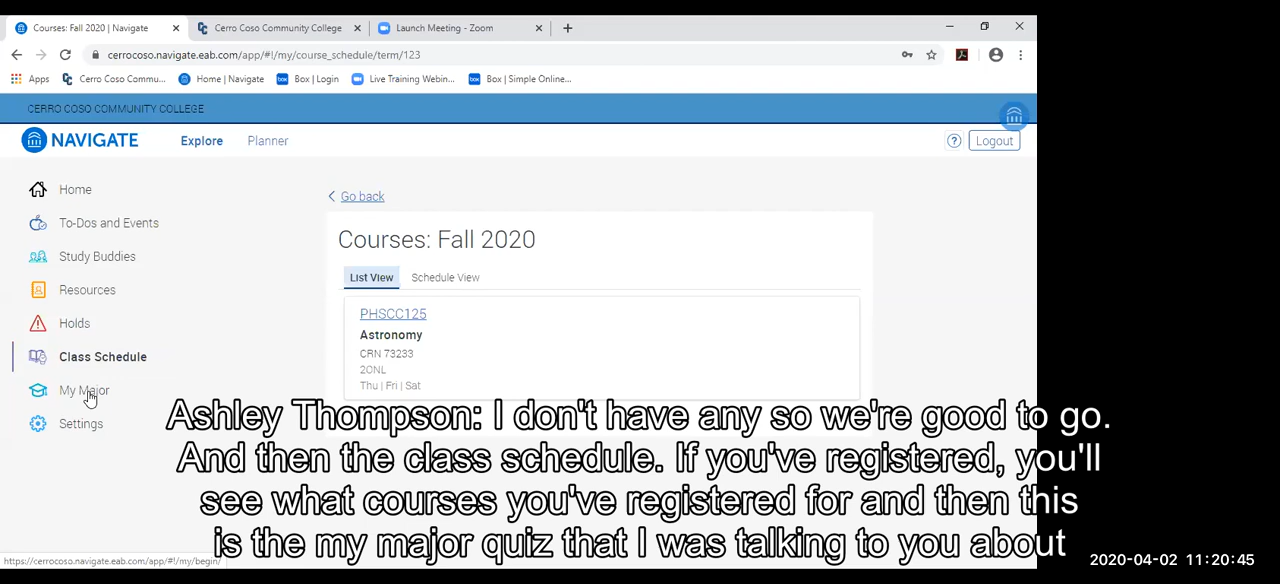 Courses: Fall 2020 | Navigate
Cerro Coso Community College
Launch Meeting - Zoom
cerrocoso.navigate.eab.com/app/#!/my/course_schedule/term/123
Apps
Cerro Coso Commu...
Home | Navigate
Box | Login
Live Training Webin...
Box | Simple Online...
CERRO COSO COMMUNITY COLLEGE
NAVIGATE
Explore
Planner
Logout
Home
To-Dos and Events
Study Buddies
Resources
Holds
Class Schedule
My Major
Settings
Go back
Courses: Fall 2020
List View
Schedule View
PHSCC125
Astronomy
CRN 73233
2ONL
Thu | Fri | Sat
Ashley Thompson: I don't have any so we're good to go.
And then the class schedule. If you've registered, you'll
see what courses you've registered for and then this
is the my major quiz that I was talking to you about
https://cerrocoso.navigate.eab.com/app/#!/my/begin/
2020-04-02 11:20:45